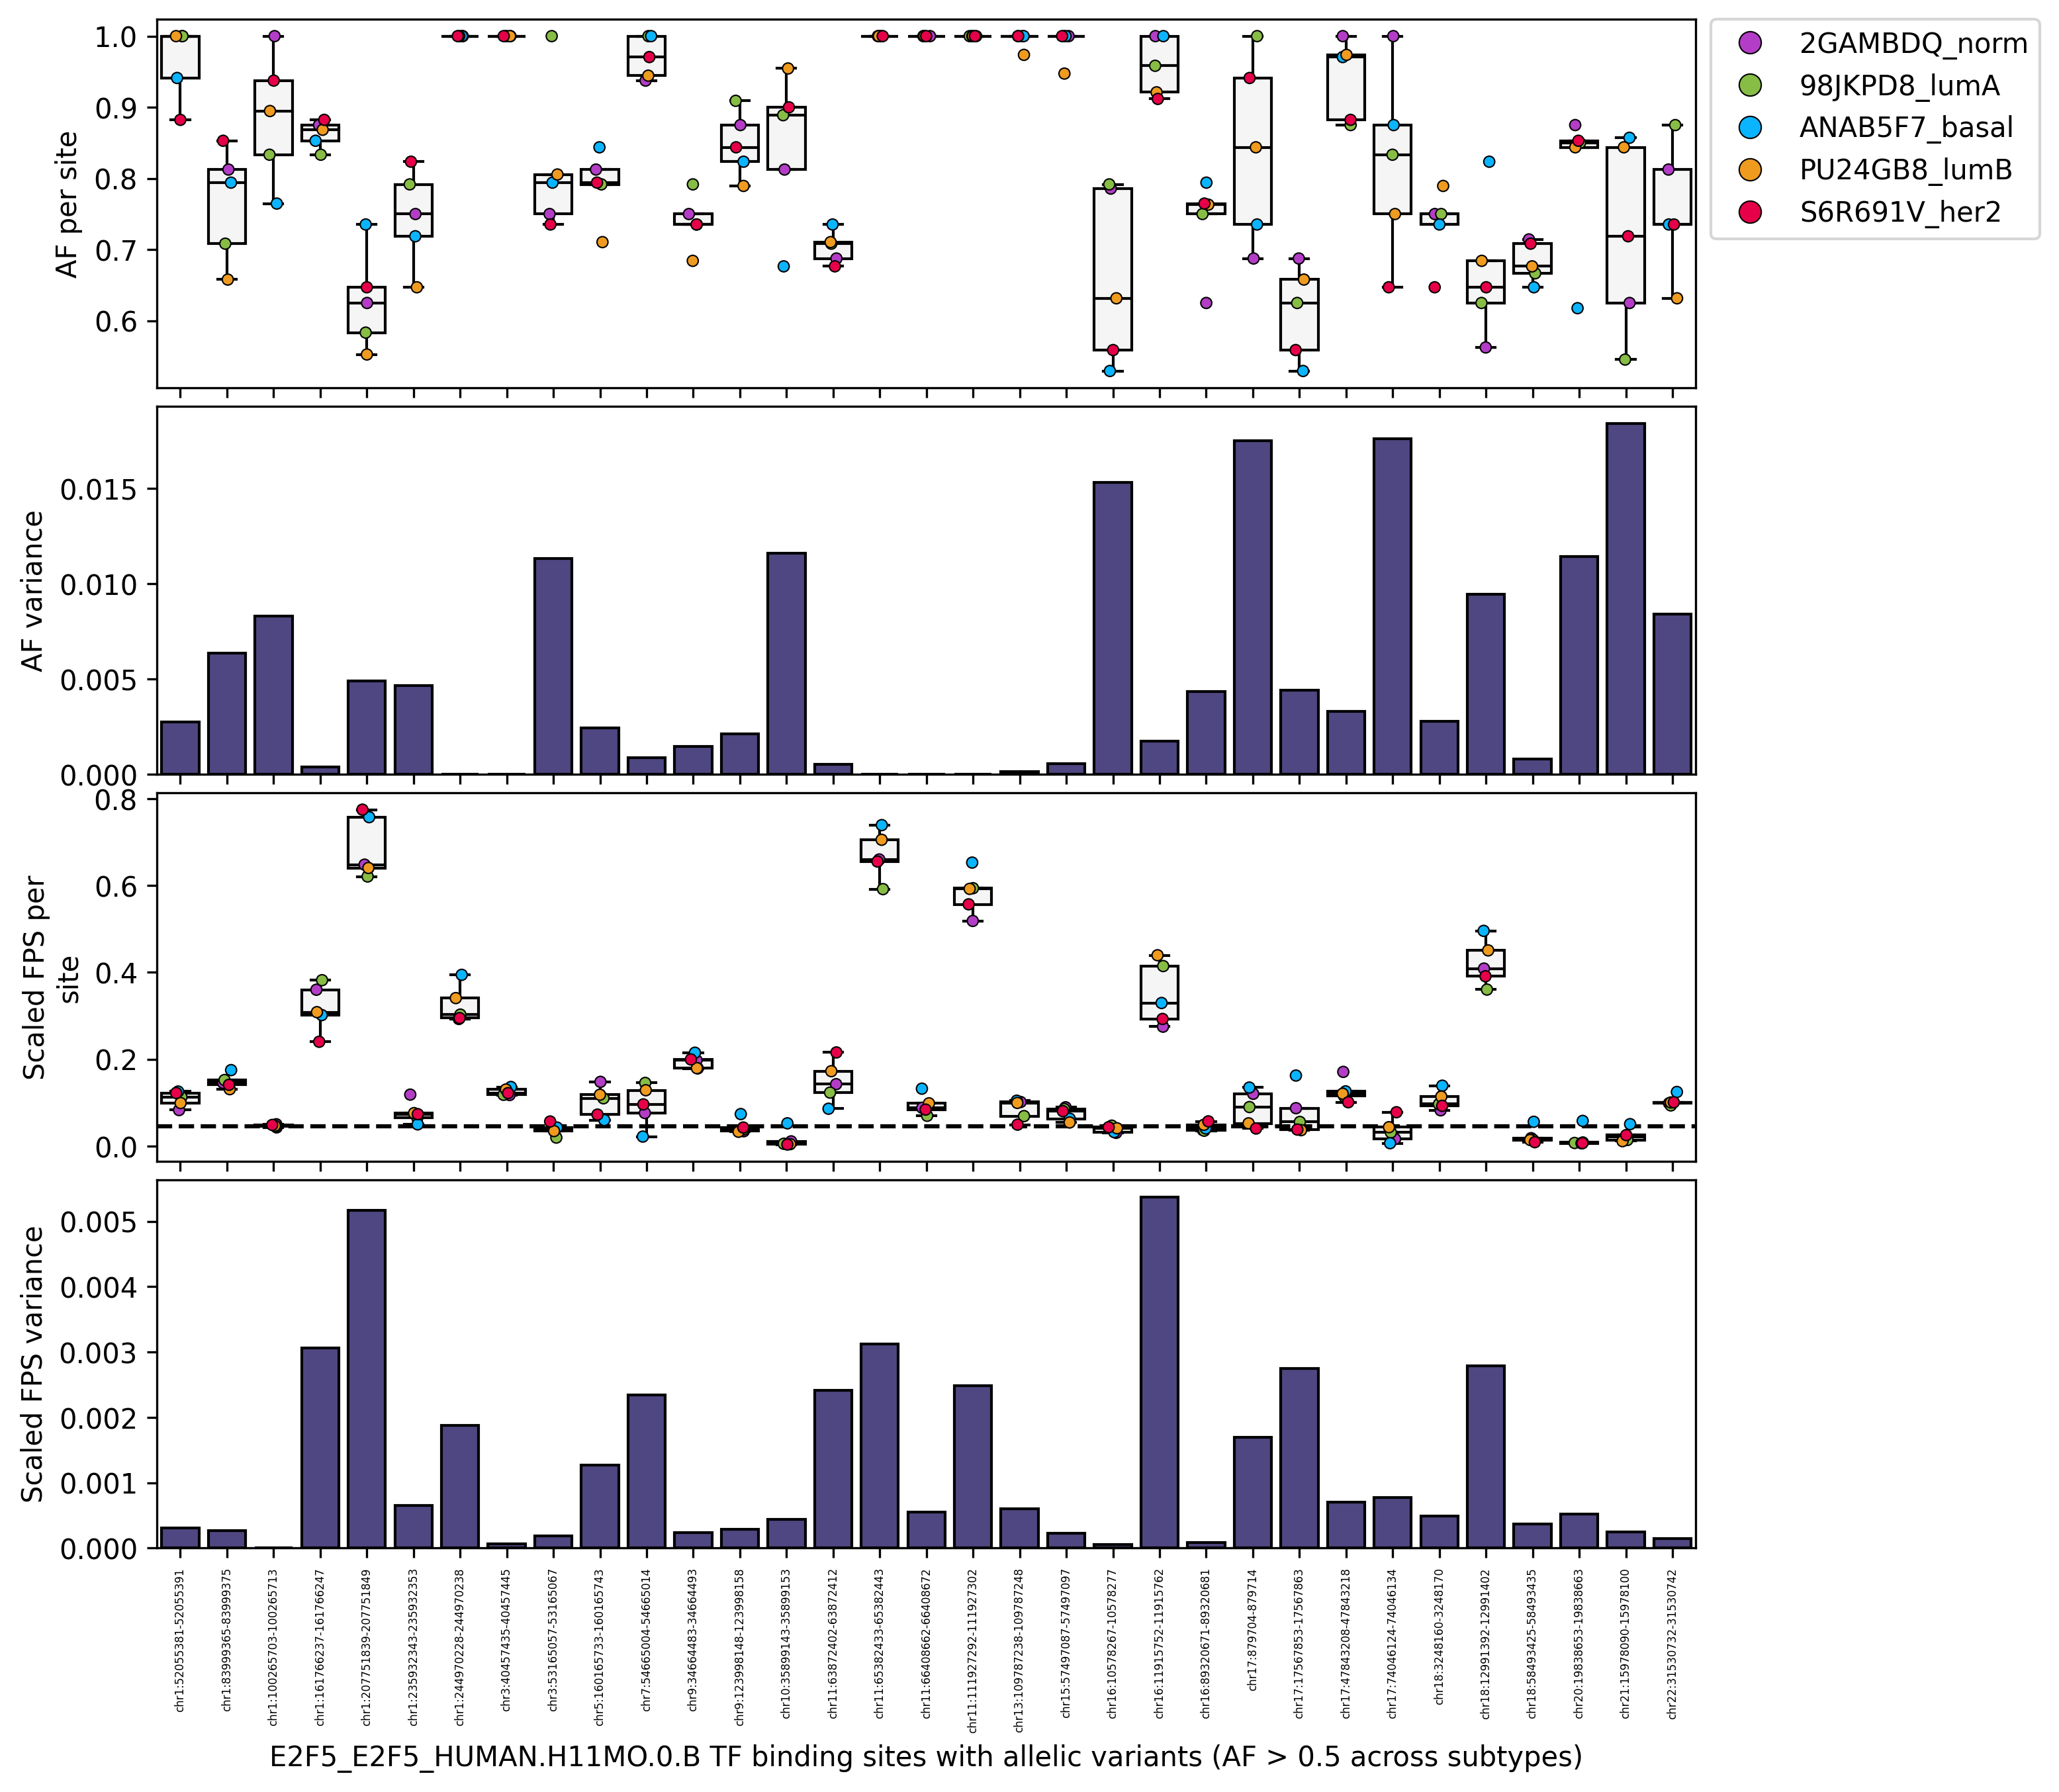 1.0
0.9
0.8
0.7
0.6
AF per site
2GAMBDQ_norm
98JKPD8_lumA
ANAB5F7_basal
PU24GB8_lumB
S6R691V_her2
0.015
0.010
0.005
0.000
AF variance
0.8
0.6
0.4
0.2
0.0
Scaled FPS per
site
0.005
0.004
0.003
0.002
0.001
0.000
Scaled FPS variance
chr1:52055381-52055391
chr1:83999365-83999375
chr1:100265703-100265713
chr1:161766237-161766247
chr1:207751839-207751849
chr1:235932343-235932353
chr1:244970228-244970238
chr3:40457435-40457445
chr3:53165057-53165067
chr5:160165733-160165743
chr7:54665004-54665014
chr9:34664483-34664493
chr9:123998148-123998158
chr10:35899143-35899153
chr11:63872402-63872412
chr11:65382433-65382443
chr11:66408662-66408672
chr11:111927292-111927302
chr13:109787238-109787248
chr15:57497087-57497097
chr16:10578267-10578277
chr16:11915752-11915762
chr16:89320671-89320681
chr17:879704-879714
chr17:17567853-17567863
chr17:47843208-47843218
chr17:74046124-74046134
chr18:3248160-3248170
chr18:12991392-12991402
chr18:58493425-58493435
chr20:19838653-19838663
chr21:15978090-15978100
chr22:31530732-31530742
E2F5_E2F5_HUMAN.H11MO.0.B TF binding sites with allelic variants (AF > 0.5 across subtypes)